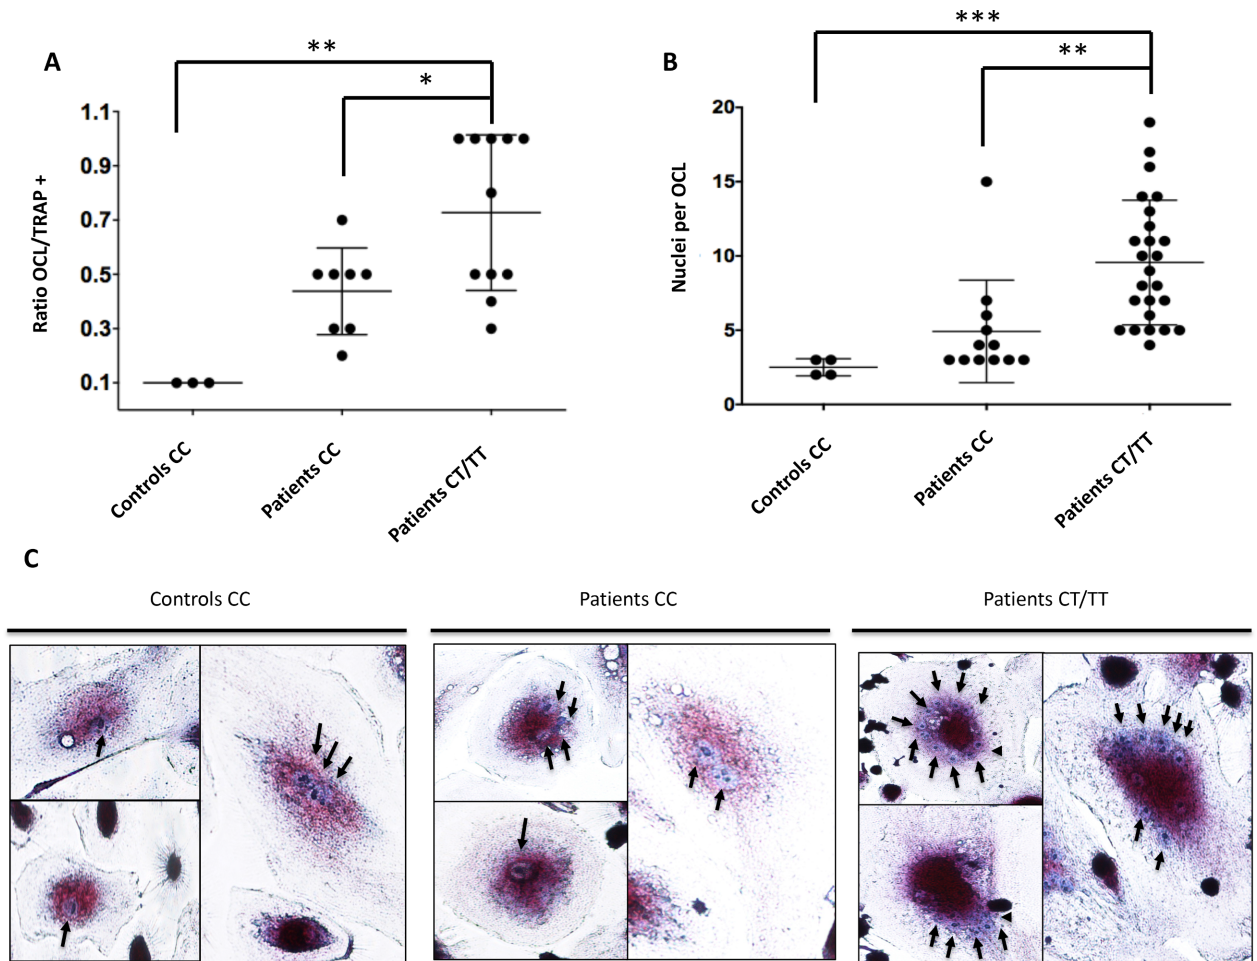 ***
**
A
B
**
*
Ratio OCL/TRAP +
1.1
0.9
0.7
0.5
0.3
0.1
Controls CC
Patients CC
Patients CT/TT
Nuclei per OCL
20
15
10
5
0
Controls CC
Patients CC
Patients CT/TT
C
Controls CC
Patients CC
Patients CT/TT